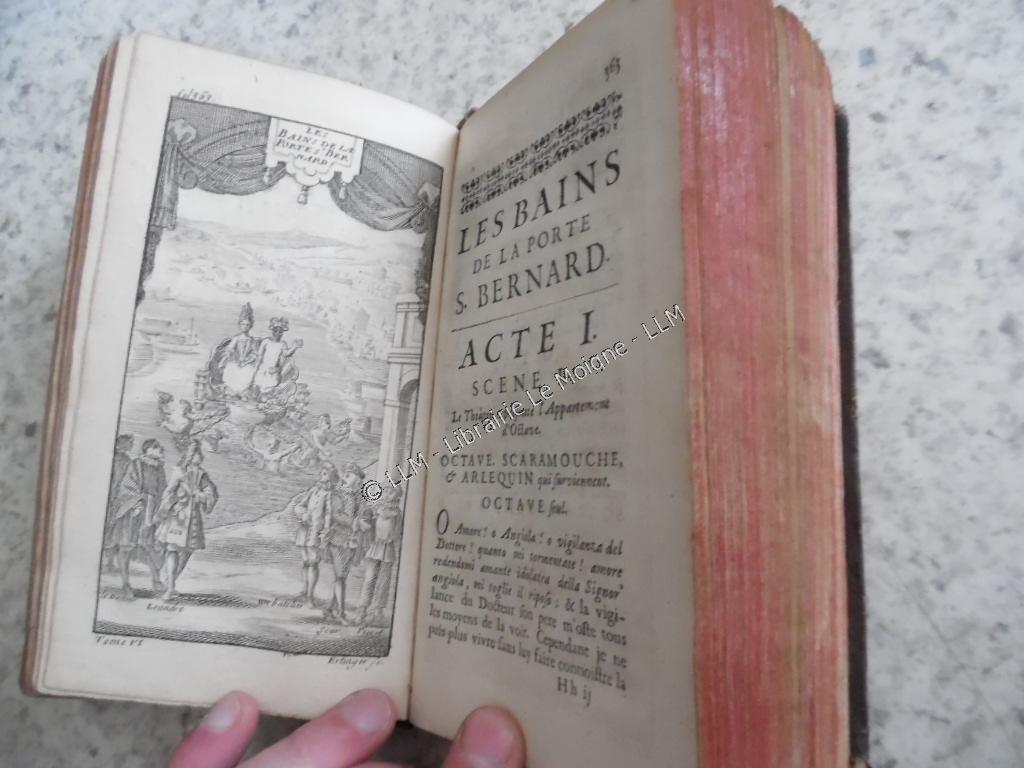 LES
BAINS DE LA
PORTE S.^T BER
NARD
Leandre
Tome VI
Ertinger
363
LES BAINS
DE LA PORTE
S. BERNARD.
ACTE I.
SCENE
l'Appartement
d'Octave.
OCTAVE. SCARAMOUCHE,
& ARLEQUIN qui surviennent.
OCTAVE seul.
O Amore! o Angiola! o vigilanza del
Dottore! quanto mi tormentate! amore
redendomi amante idolatra della Signor'
angiola, mi toglie il riposo; & la vigi-
lance du Docteur son pere m'oste tous
les moyens de la voir. Cependant je ne
puis plus vivre sans luy faire connoistre la
Hh ij
© LLM - Librairie Le Moigne - LLM